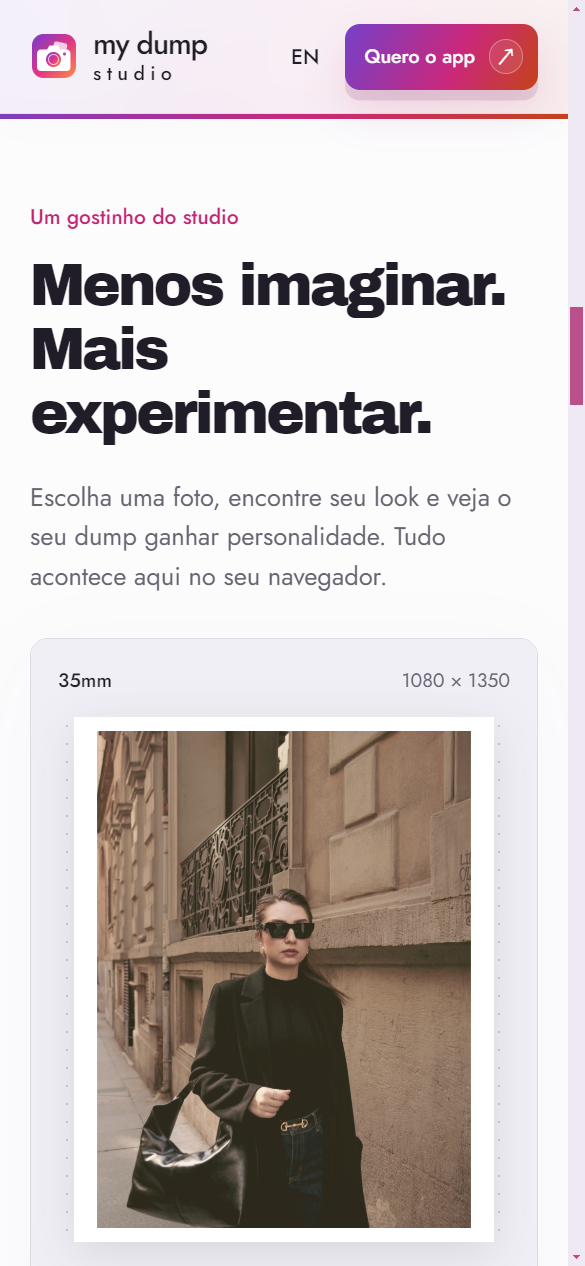 my dump
studio
EN
Quero o app
Um gostinho do studio
Menos imaginar.
Mais
experimentar.
Escolha uma foto, encontre seu look e veja o
seu dump ganhar personalidade. Tudo
acontece aqui no seu navegador.
35mm
1080 × 1350